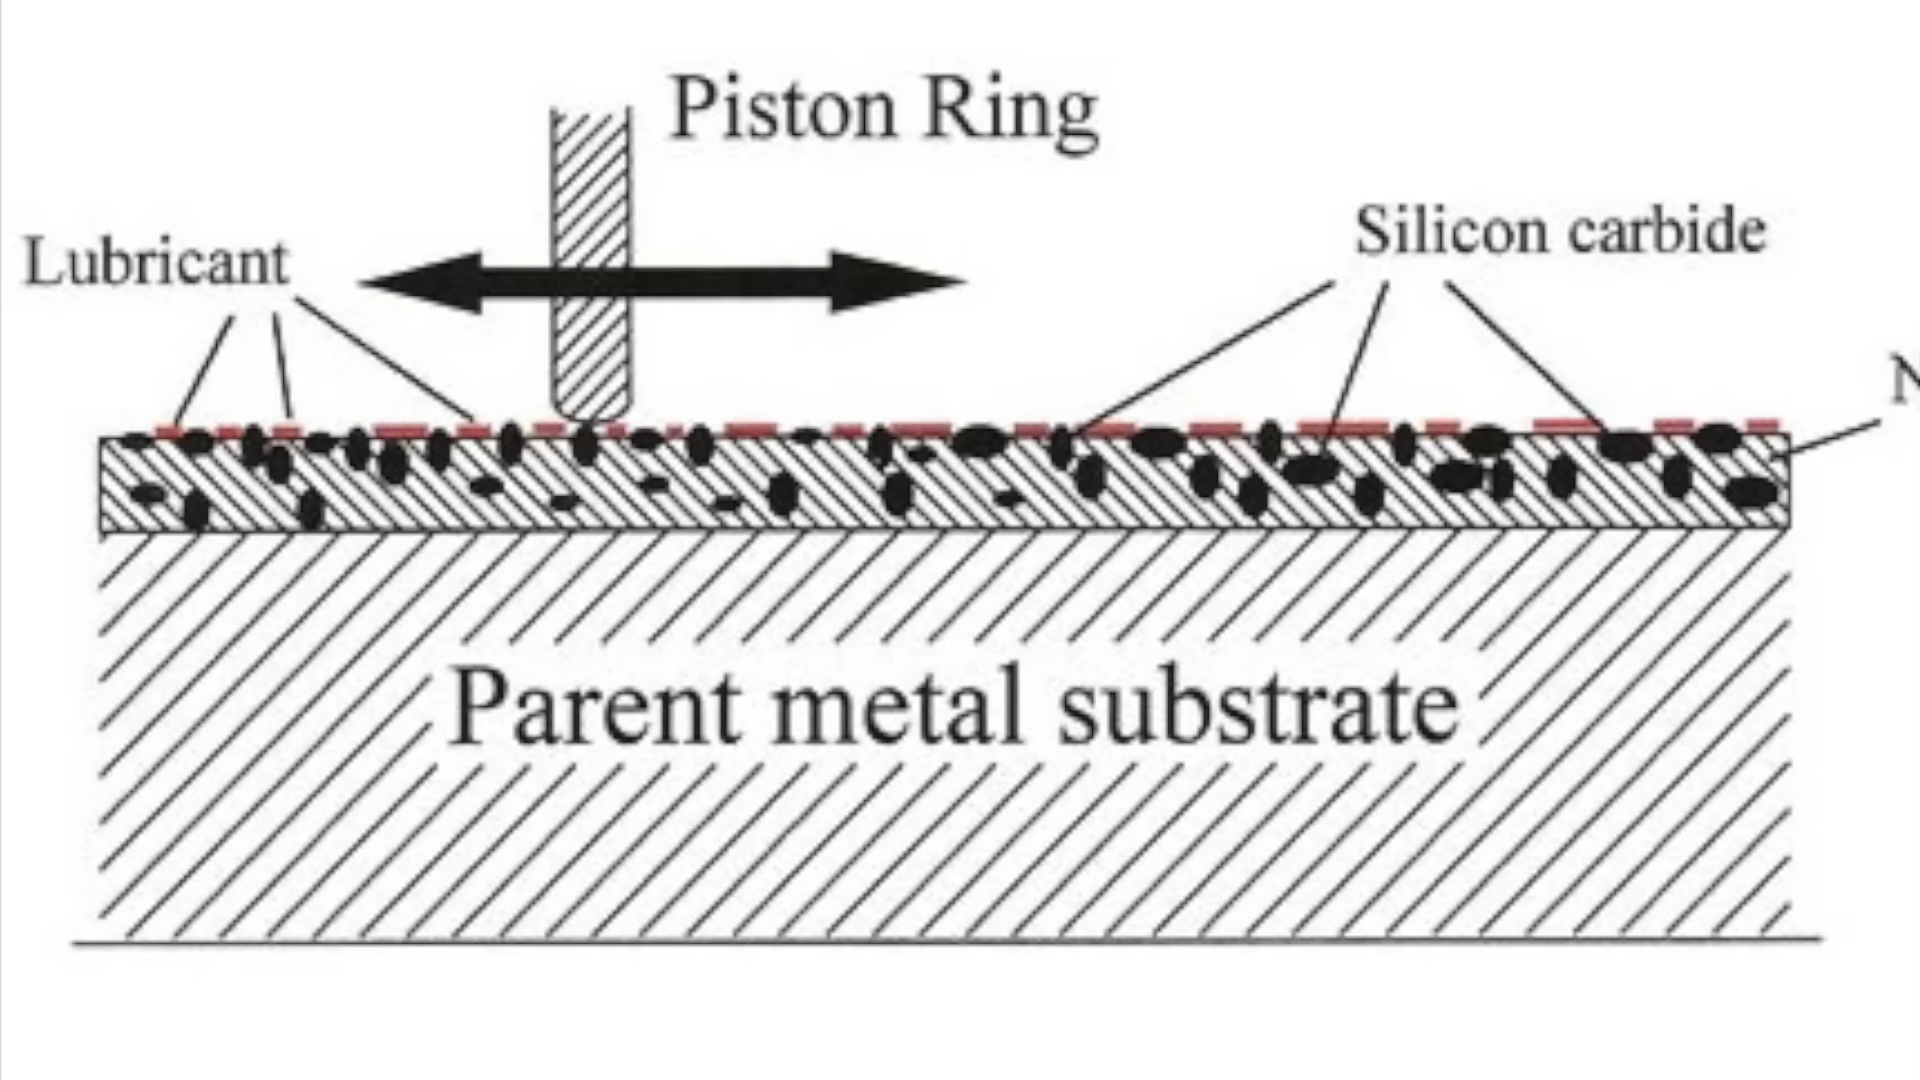 Piston Ring
Lubricant
Silicon carbide
Parent metal substrate